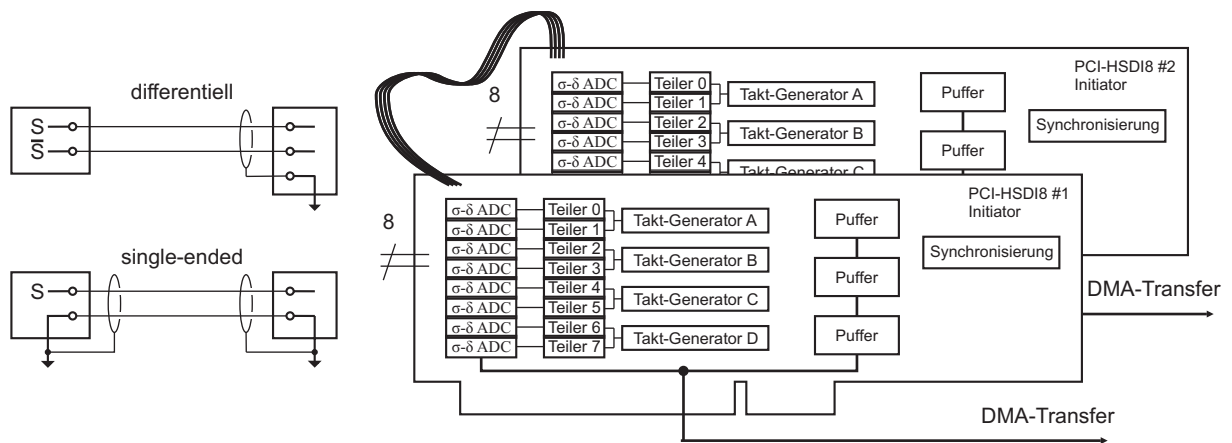 differentiell
S
S̅
single-ended
S
8
σ-δ ADC Teiler 0
σ-δ ADC Teiler 1
Takt-Generator A
σ-δ ADC Teiler 2
σ-δ ADC Teiler 3
Takt-Generator B
σ-δ ADC Teiler 4
Takt-Generator C
Puffer
Puffer
PCI-HSDI8 #2
Initiator
Synchronisierung
8
σ-δ ADC Teiler 0
σ-δ ADC Teiler 1
Takt-Generator A
σ-δ ADC Teiler 2
σ-δ ADC Teiler 3
Takt-Generator B
σ-δ ADC Teiler 4
σ-δ ADC Teiler 5
Takt-Generator C
σ-δ ADC Teiler 6
σ-δ ADC Teiler 7
Takt-Generator D
Puffer
Puffer
Puffer
PCI-HSDI8 #1
Initiator
Synchronisierung
DMA-Transfer
DMA-Transfer